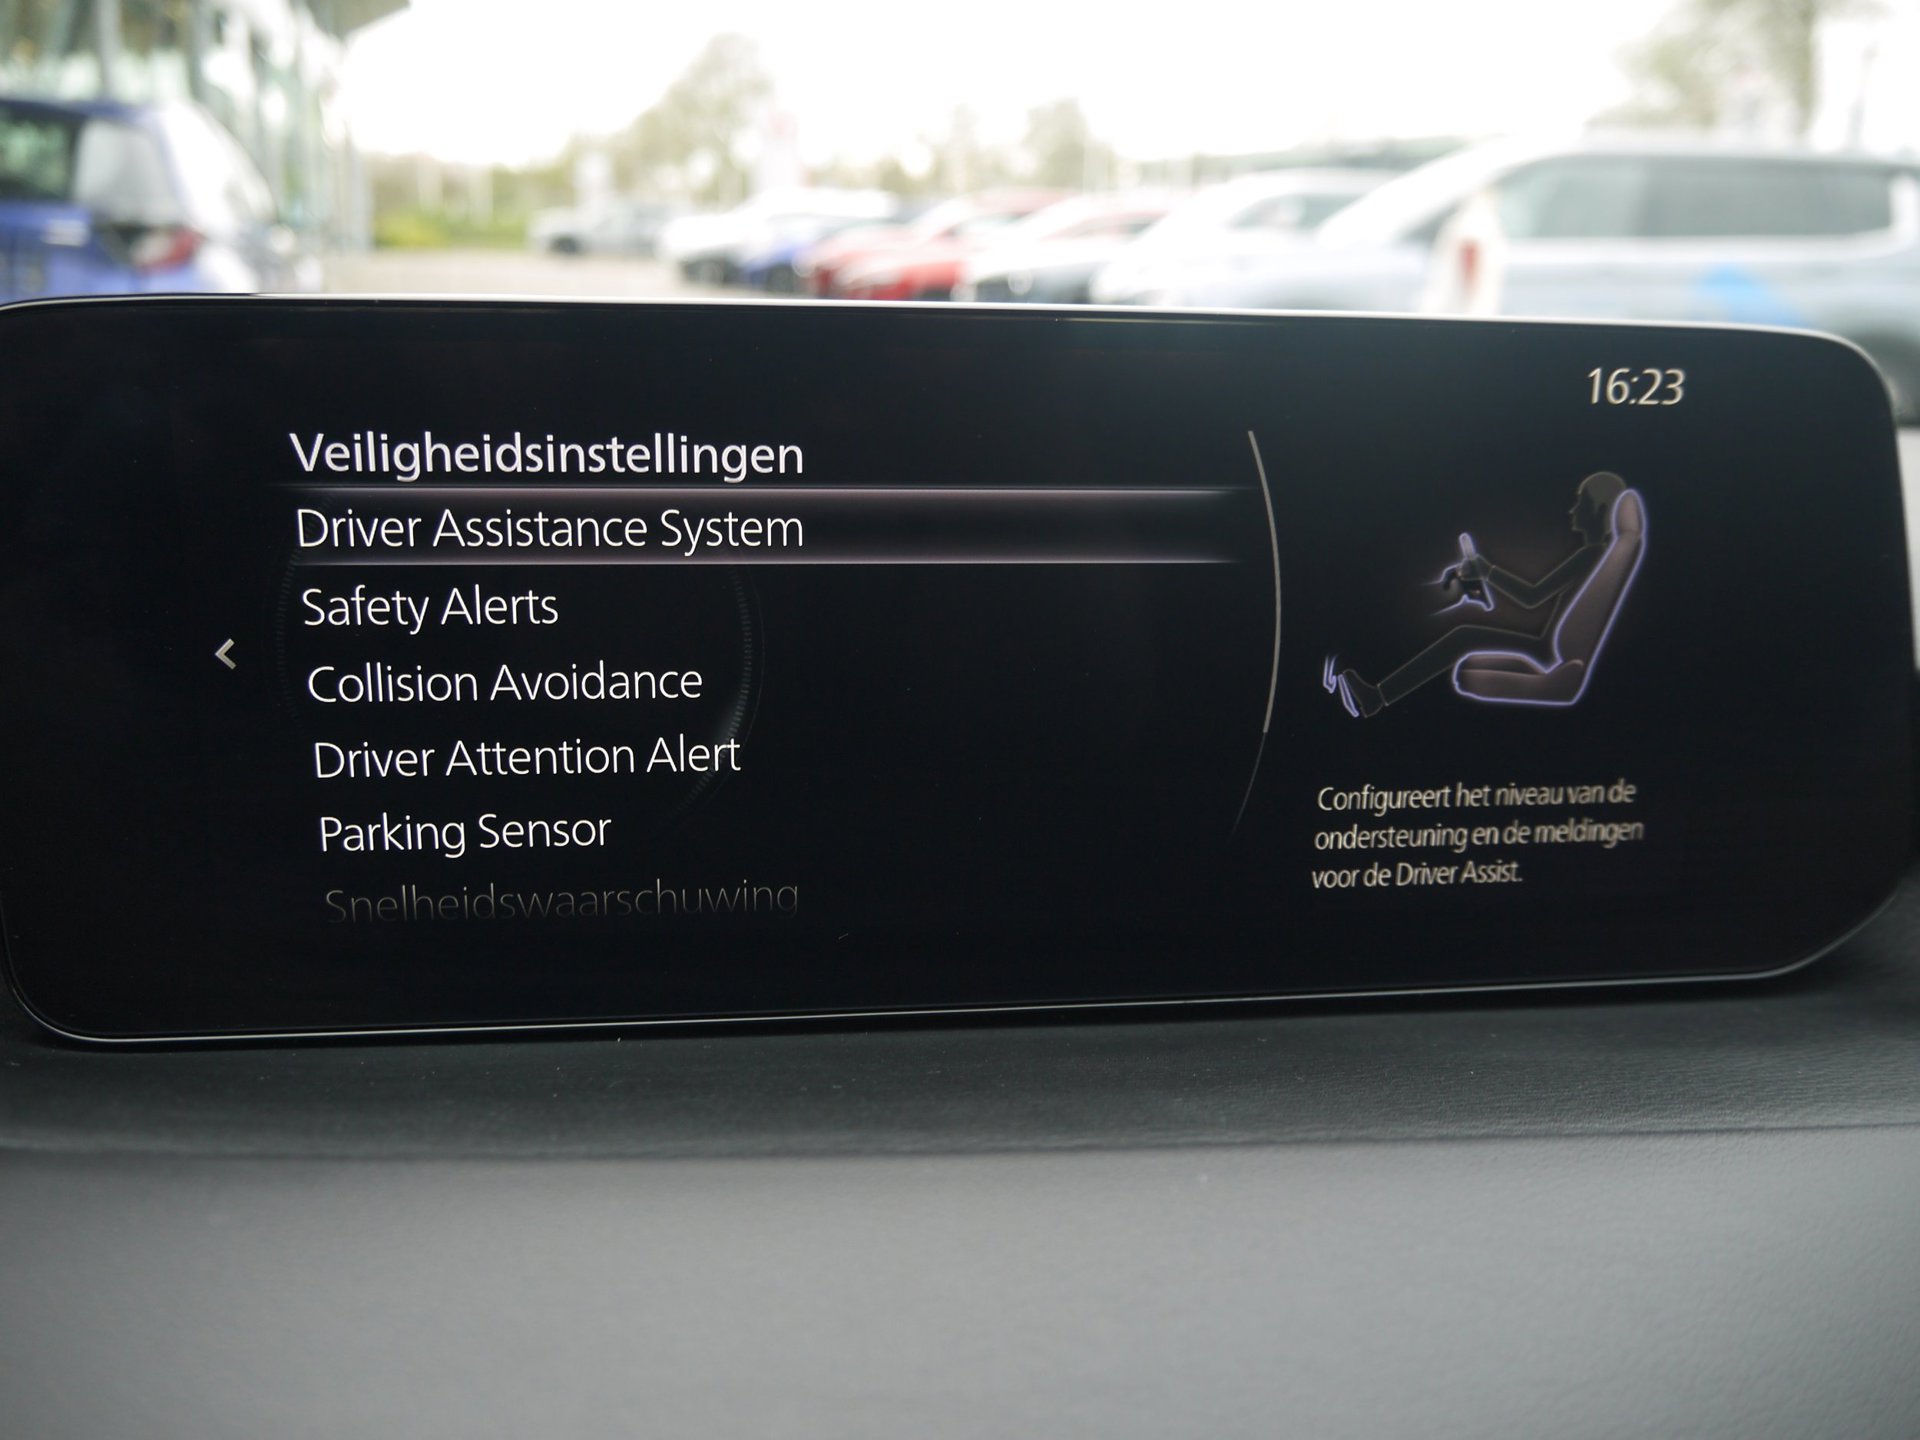 16:23
Veiligheidsinstellingen
Driver Assistance System
Safety Alerts
Collision Avoidance
Driver Attention Alert
Parking Sensor
Snelheidswaarschuwing
Configureert het niveau van de
ondersteuning en de meldingen
voor de Driver Assist.